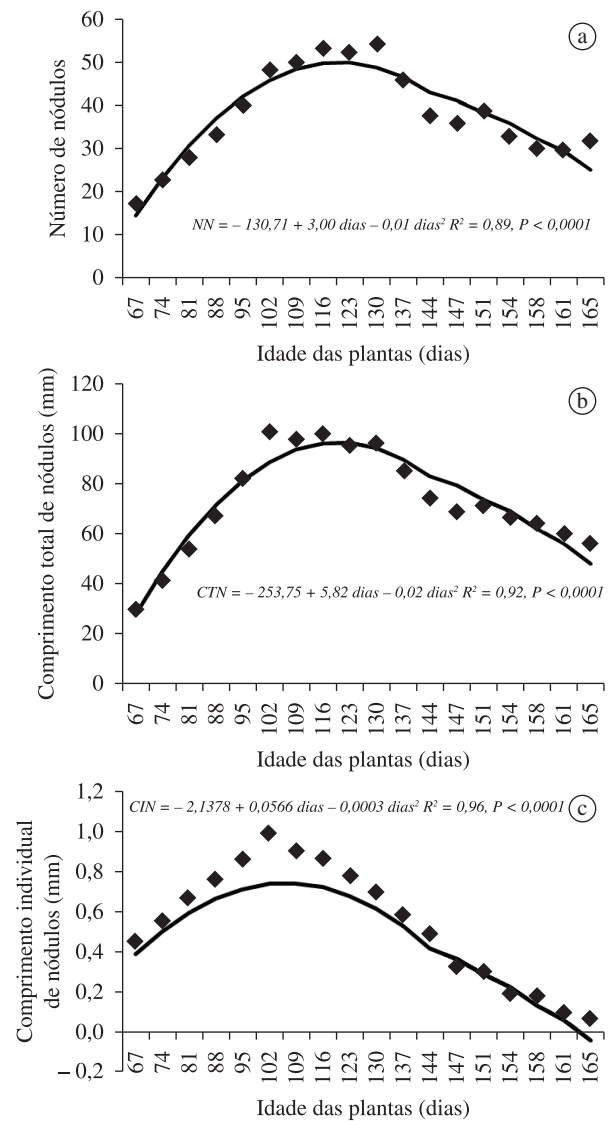 60
50
40
30
20
10
0
Número de nódulos
a
NN = – 130,71 + 3,00 dias – 0,01 dias² R² = 0,89, P < 0,0001
67 74 81 88 95 102 109 116 123 130 137 144 147 151 154 158 161 165
Idade das plantas (dias)
120
100
80
60
40
20
0
Comprimento total de nódulos (mm)
b
CTN = – 253,75 + 5,82 dias – 0,02 dias² R² = 0,92, P < 0,0001
67 74 81 88 95 102 109 116 123 130 137 144 147 151 154 158 161 165
Idade das plantas (dias)
1,2
1,0
0,8
0,6
0,4
0,2
0,0
– 0,2
Comprimento individual
de nódulos (mm)
CIN = – 2,1378 + 0,0566 dias – 0,0003 dias² R² = 0,96, P < 0,0001
c
67 74 81 88 95 102 109 116 123 130 137 144 147 151 154 158 161 165
Idade das plantas (dias)